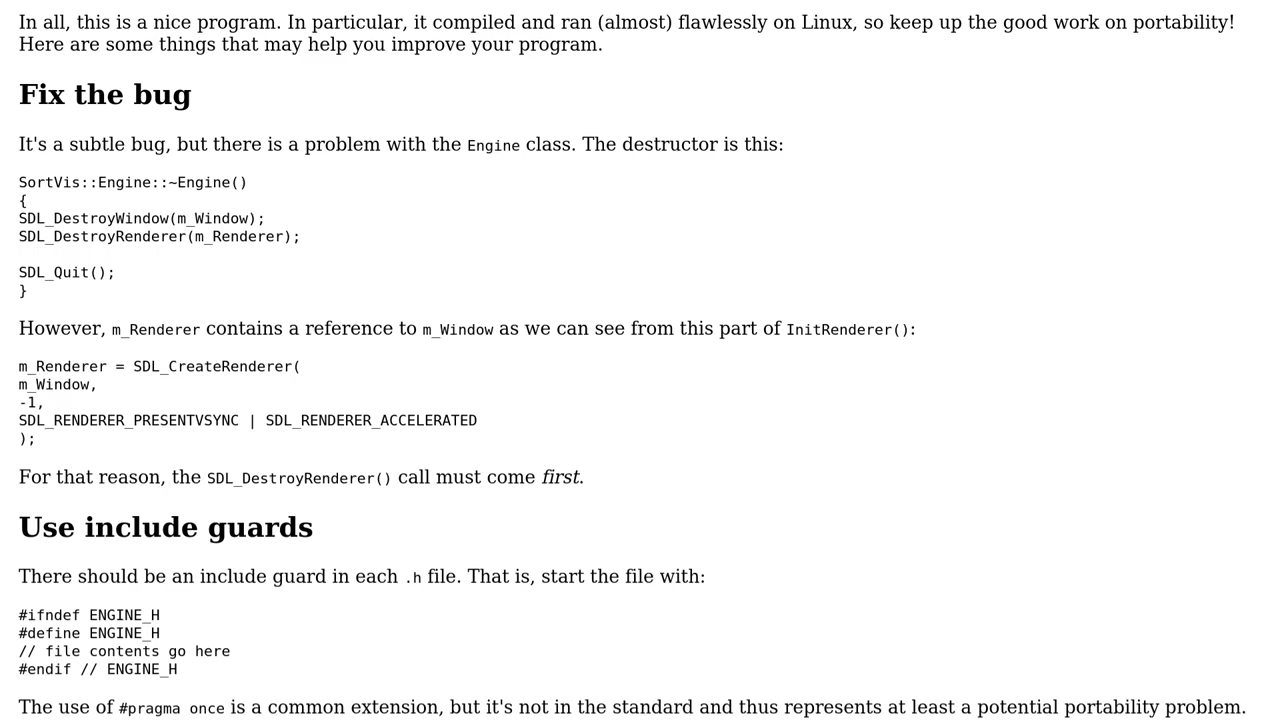 In all, this is a nice program. In particular, it compiled and ran (almost) flawlessly on Linux, so keep up the good work on portability!
Here are some things that may help you improve your program.
Fix the bug
It's a subtle bug, but there is a problem with the Engine class. The destructor is this:
SortVis::Engine::~Engine()
{
SDL_DestroyWindow(m_Window);
SDL_DestroyRenderer(m_Renderer);
SDL_Quit();
}
However, m_Renderer contains a reference to m_Window as we can see from this part of InitRenderer():
m_Renderer = SDL_CreateRenderer(
m_Window,
-1,
SDL_RENDERER_PRESENTVSYNC | SDL_RENDERER_ACCELERATED
);
For that reason, the SDL_DestroyRenderer() call must come first.
Use include guards
There should be an include guard in each .h file. That is, start the file with:
#ifndef ENGINE_H
#define ENGINE_H
// file contents go here
#endif // ENGINE_H
The use of #pragma once is a common extension, but it's not in the standard and thus represents at least a potential portability problem.